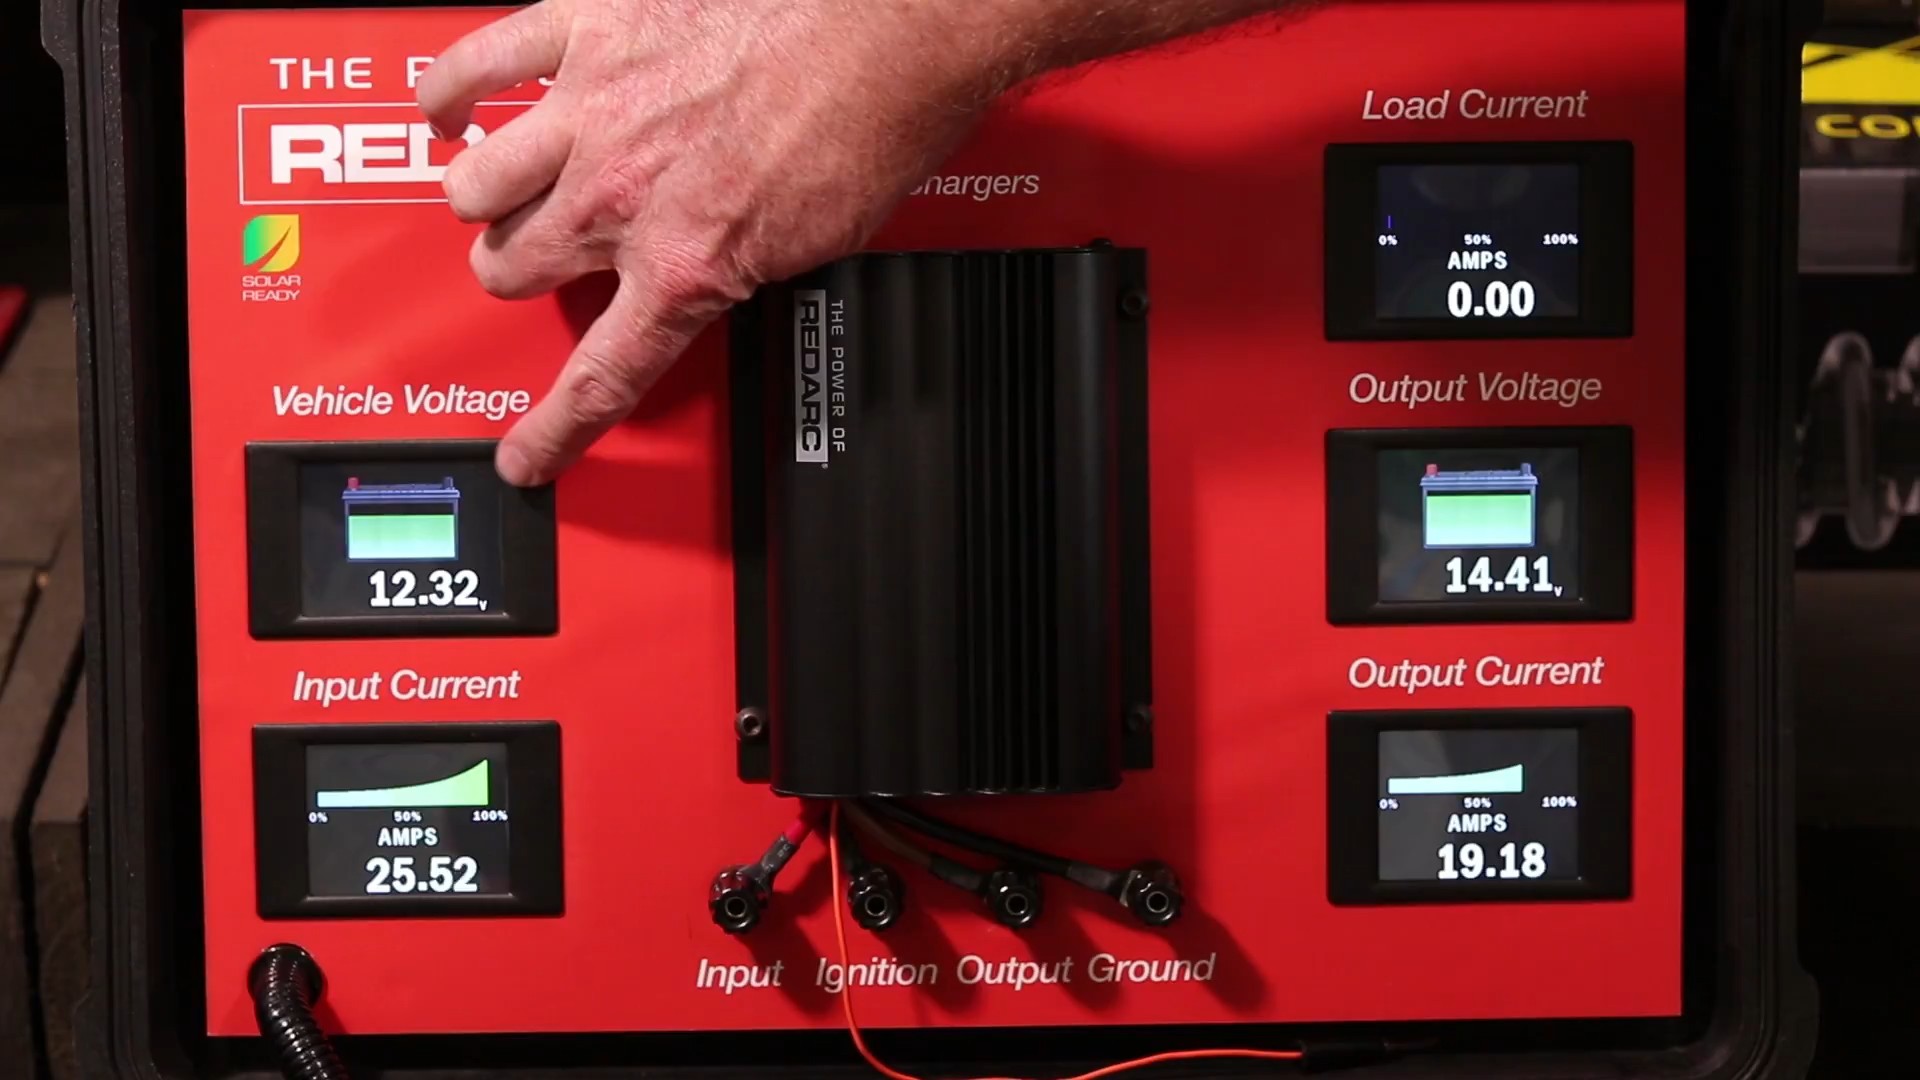 THE
RED
chargers
SOLAR
READY
Vehicle Voltage
12.32v
Input Current
0% 50% 100%
AMPS
25.52
THE POWER OF
REDARC®
Input Ignition Output Ground
Load Current
0% 50% 100%
AMPS
0.00
Output Voltage
14.41v
Output Current
0% 50% 100%
AMPS
19.18